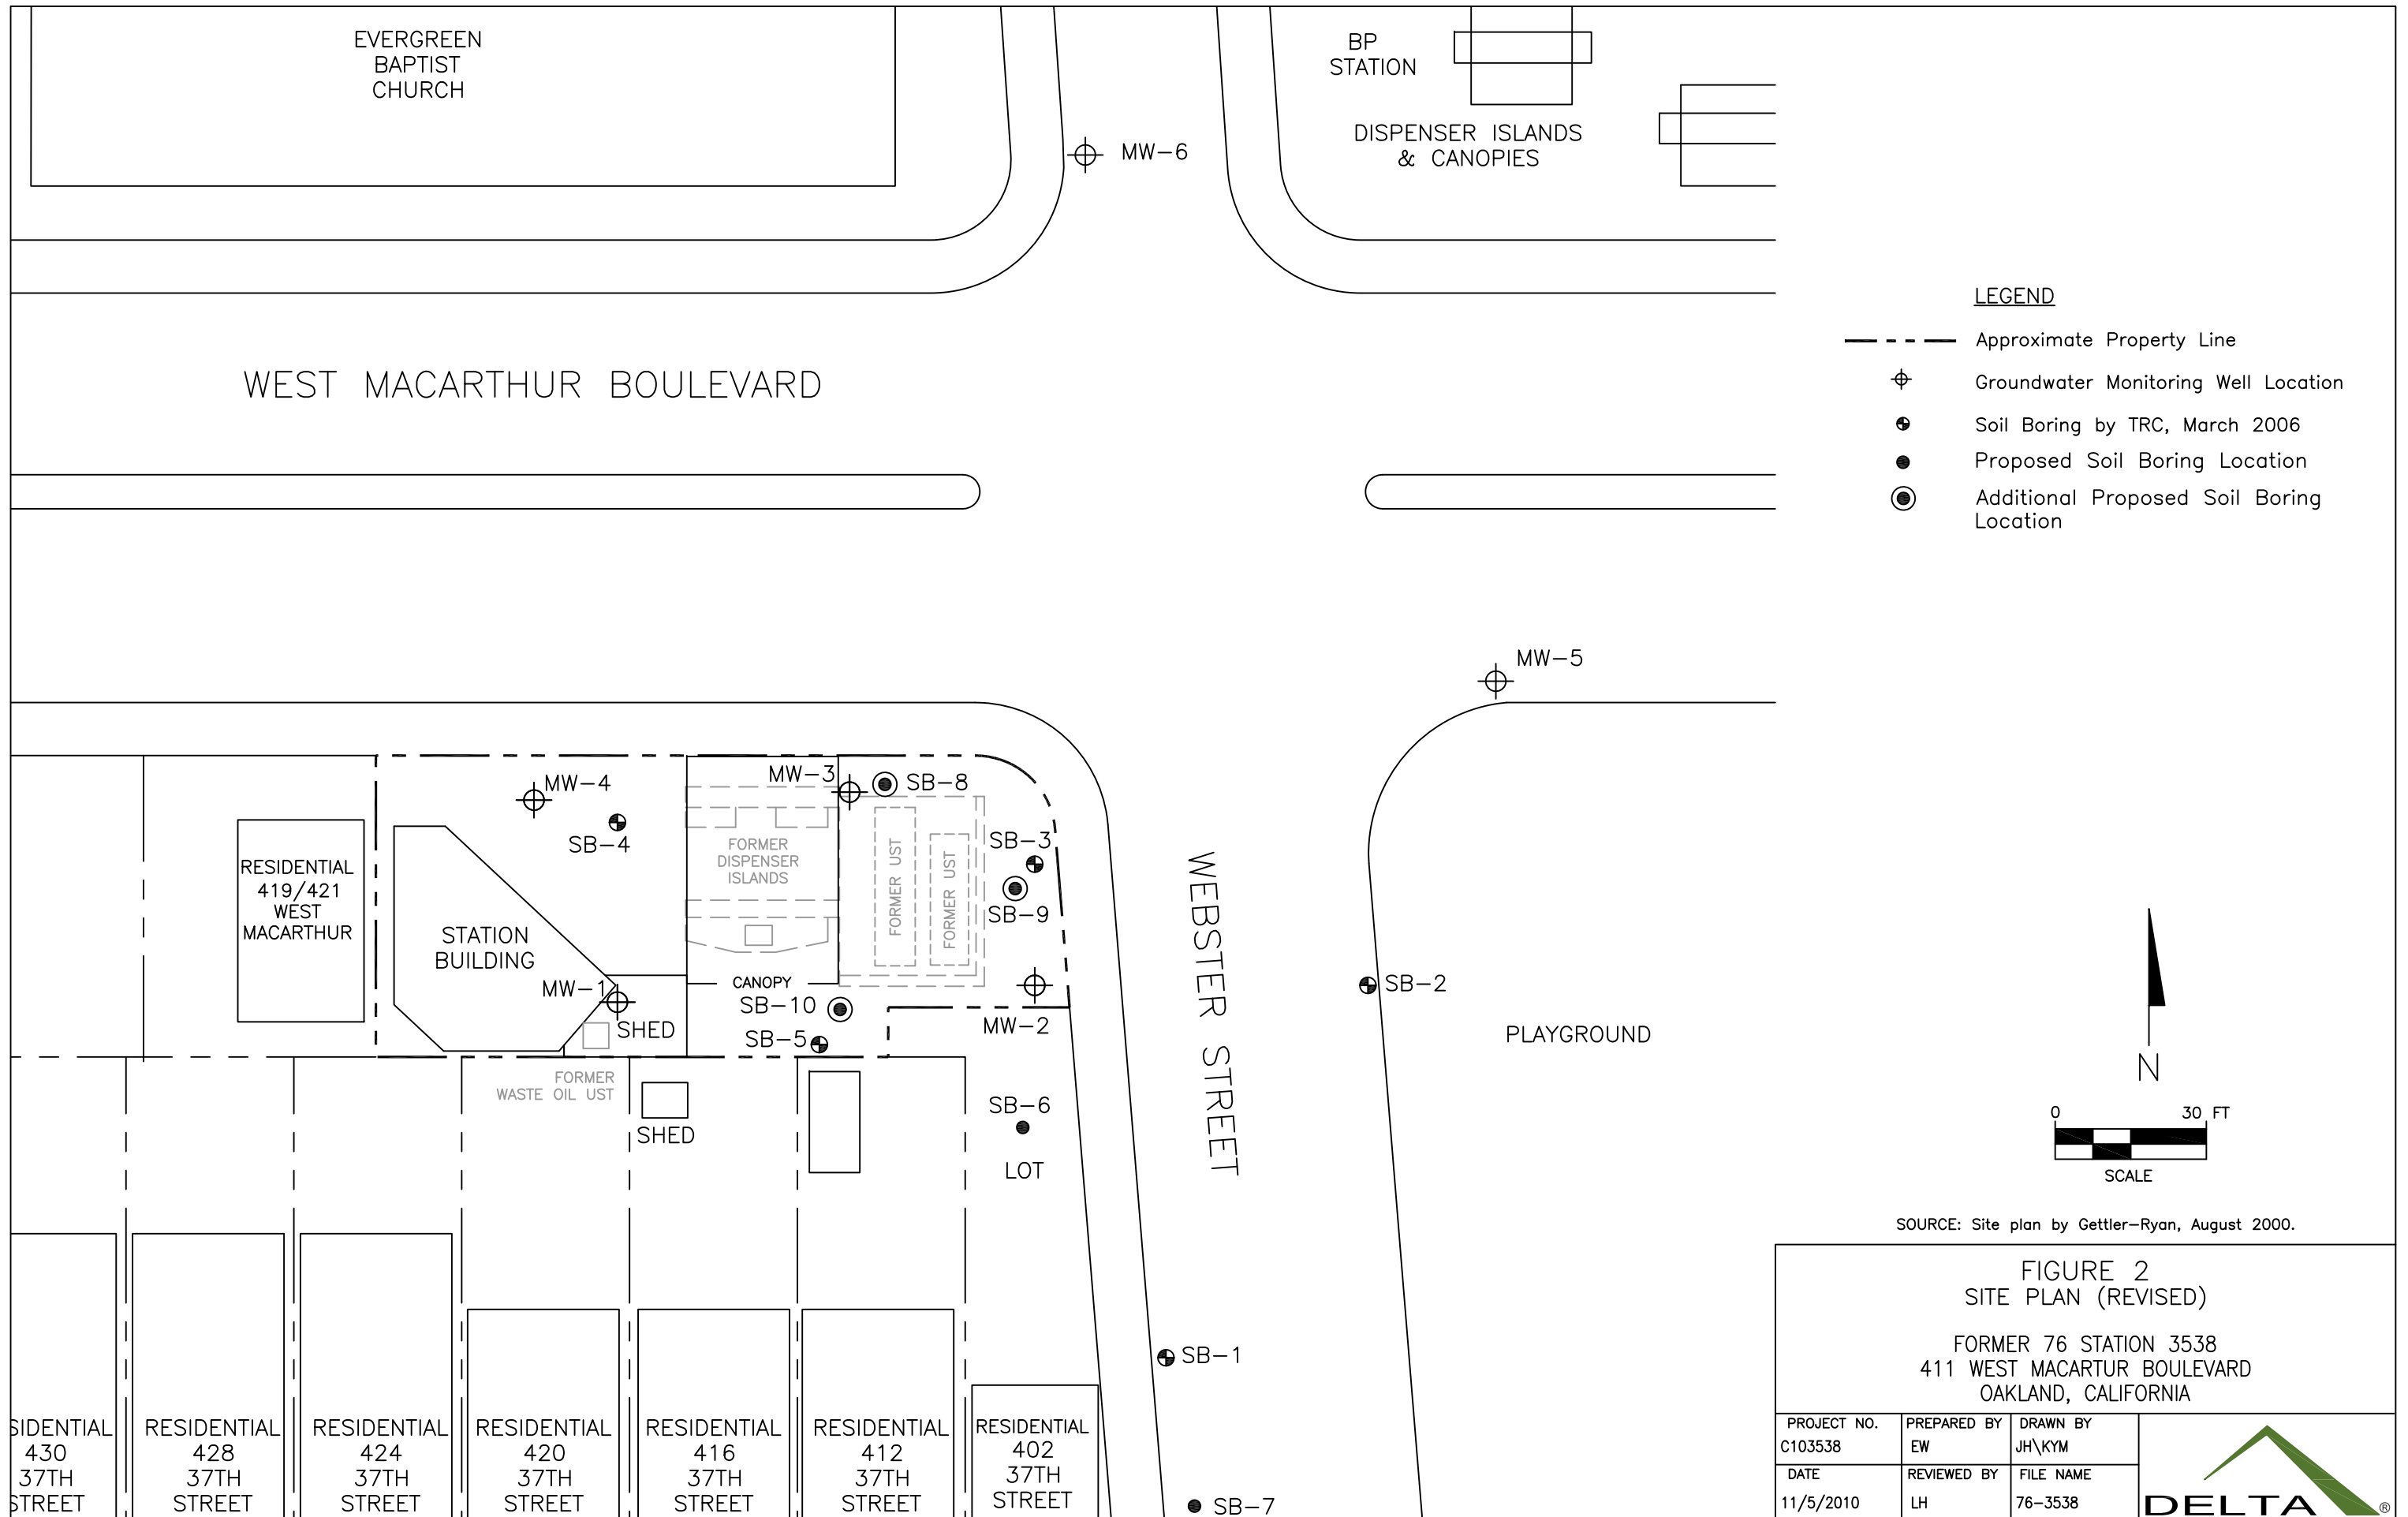 EVERGREEN
BAPTIST
CHURCH
BP
STATION
DISPENSER ISLANDS
& CANOPIES
MW-6
LEGEND
Approximate Property Line
Groundwater Monitoring Well Location
Soil Boring by TRC, March 2006
Proposed Soil Boring Location
Additional Proposed Soil Boring
Location
WEST MACARTHUR BOULEVARD
MW-5
MW-4
SB-4
MW-3
SB-8
SB-3
SB-9
FORMER
DISPENSER
ISLANDS
FORMER UST
FORMER UST
RESIDENTIAL
419/421
WEST
MACARTHUR
STATION
BUILDING
MW-1
SHED
CANOPY
SB-10
SB-5
MW-2
WEBSTER STREET
SB-2
PLAYGROUND
FORMER
WASTE OIL UST
SHED
SB-6
LOT
N
0 30 FT
SCALE
SOURCE: Site plan by Gettler-Ryan, August 2000.
SB-1
SB-7
SIDENTIAL
430
37TH
STREET
RESIDENTIAL
428
37TH
STREET
RESIDENTIAL
424
37TH
STREET
RESIDENTIAL
420
37TH
STREET
RESIDENTIAL
416
37TH
STREET
RESIDENTIAL
412
37TH
STREET
RESIDENTIAL
402
37TH
STREET
FIGURE 2
SITE PLAN (REVISED)
FORMER 76 STATION 3538
411 WEST MACARTUR BOULEVARD
OAKLAND, CALIFORNIA
PROJECT NO.
C103538
PREPARED BY
EW
DRAWN BY
JH\KYM
DATE
11/5/2010
REVIEWED BY
LH
FILE NAME
76-3538
DELTA ®